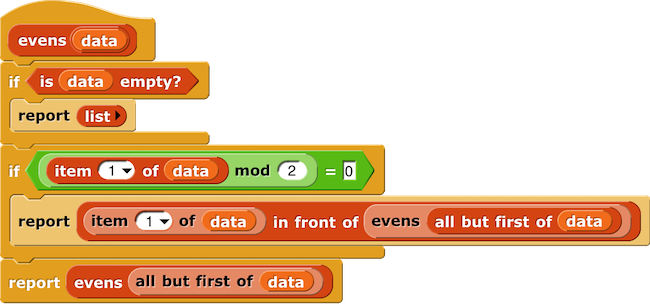 evens data
if is data empty?
report list
if item 1 of data mod 2 = 0
report item 1 of data in front of evens all but first of data
report evens all but first of data